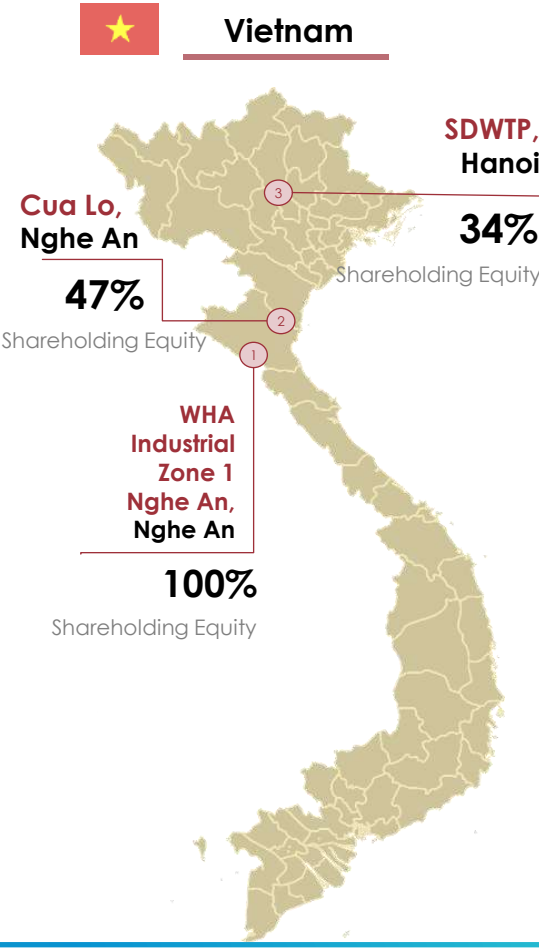 Vietnam
SDWTP,
Hanoi
34%
Shareholding Equity
3
Cua Lo,
Nghe An
47%
Shareholding Equity
2
1
WHA
Industrial
Zone 1
Nghe An,
Nghe An
100%
Shareholding Equity